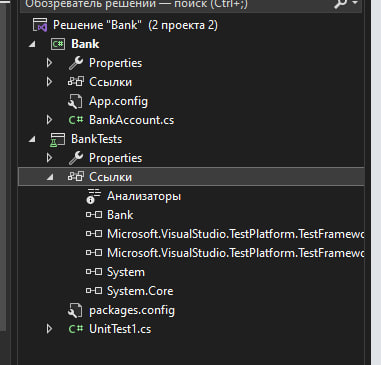 Обозреватель решений — поиск (Ctrl+;)
Решение "Bank" (2 проекта 2)
Bank
Properties
Ссылки
App.config
BankAccount.cs
BankTests
Properties
Ссылки
Анализаторы
Bank
Microsoft.VisualStudio.TestPlatform.TestFramewo
Microsoft.VisualStudio.TestPlatform.TestFramewo
System
System.Core
packages.config
UnitTest1.cs